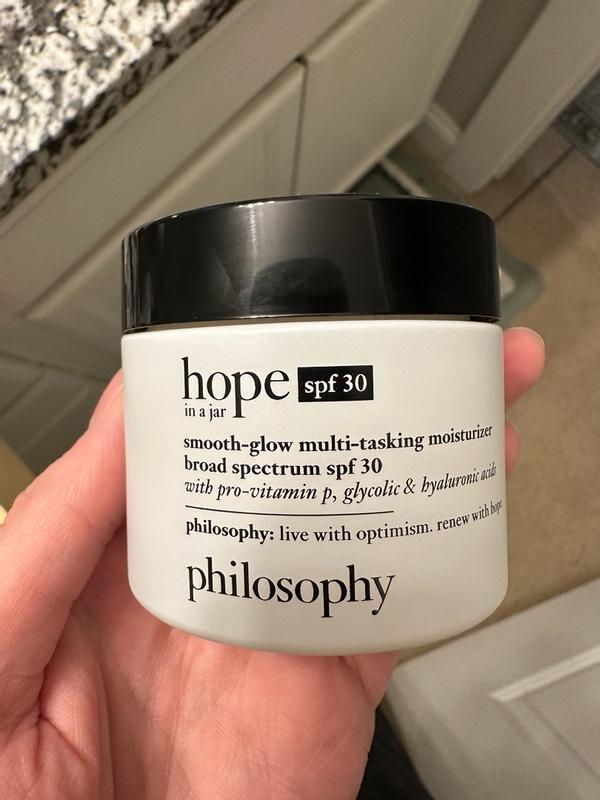 hope spf 30
in a jar
smooth-glow multi-tasking moisturizer
broad spectrum spf 30
with pro-vitamin p, glycolic & hyaluronic acids
philosophy: live with optimism. renew with hope.
philosophy